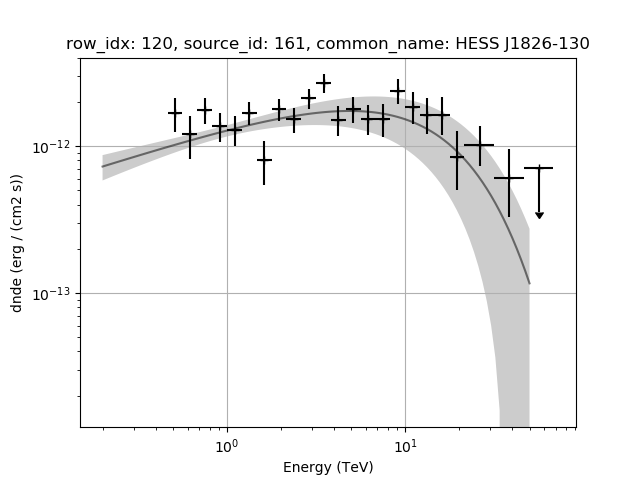 row_idx: 120, source_id: 161, common_name: HESS J1826-130
dnde (erg / (cm2 s))
10⁻¹²
10⁻¹³
10⁰ 10¹
Energy (TeV)